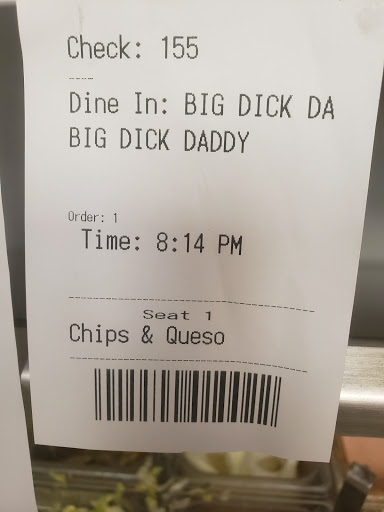 Check: 155
----
Dine In: BIG DICK DA
BIG DICK DADDY
Order: 1
Time: 8:14 PM
Seat 1
Chips & Queso